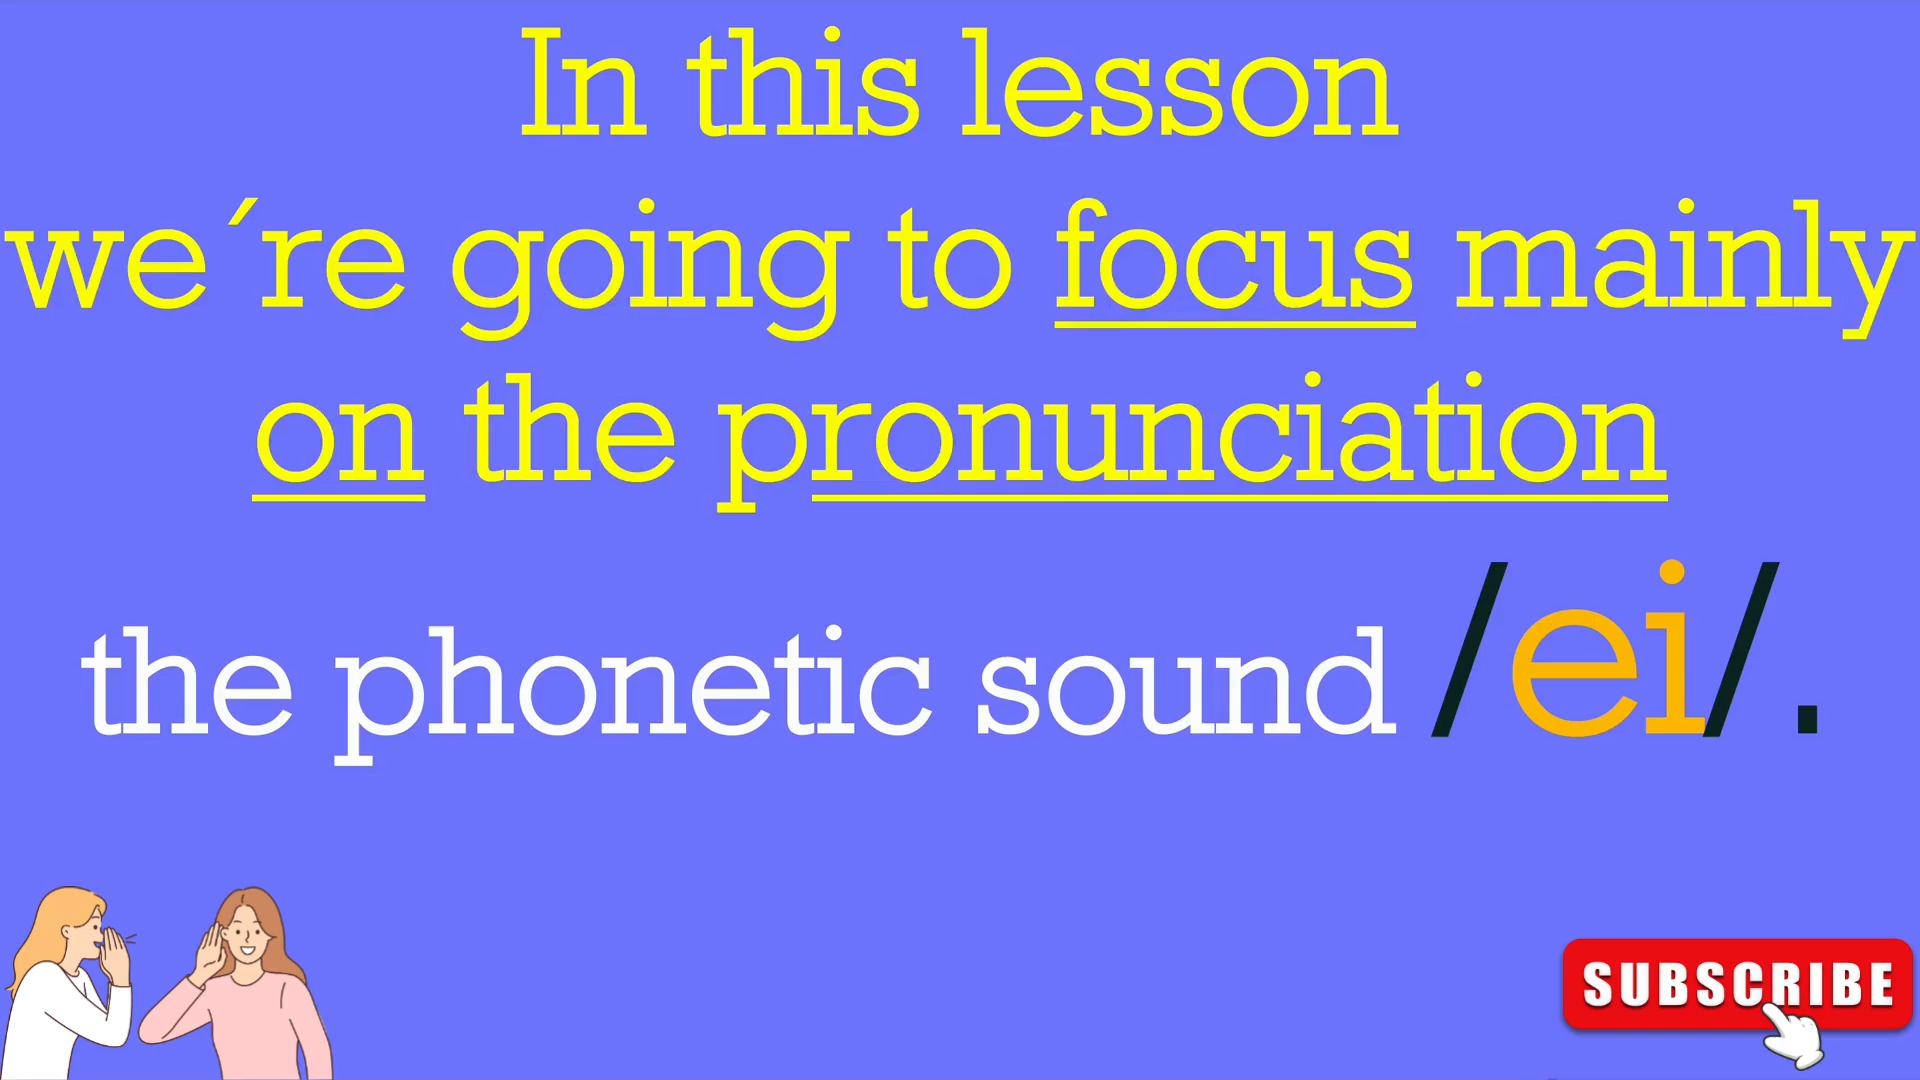 In this lesson
we´re going to focus mainly
on the pronunciation
the phonetic sound /ei/.
SUBSCRIBE